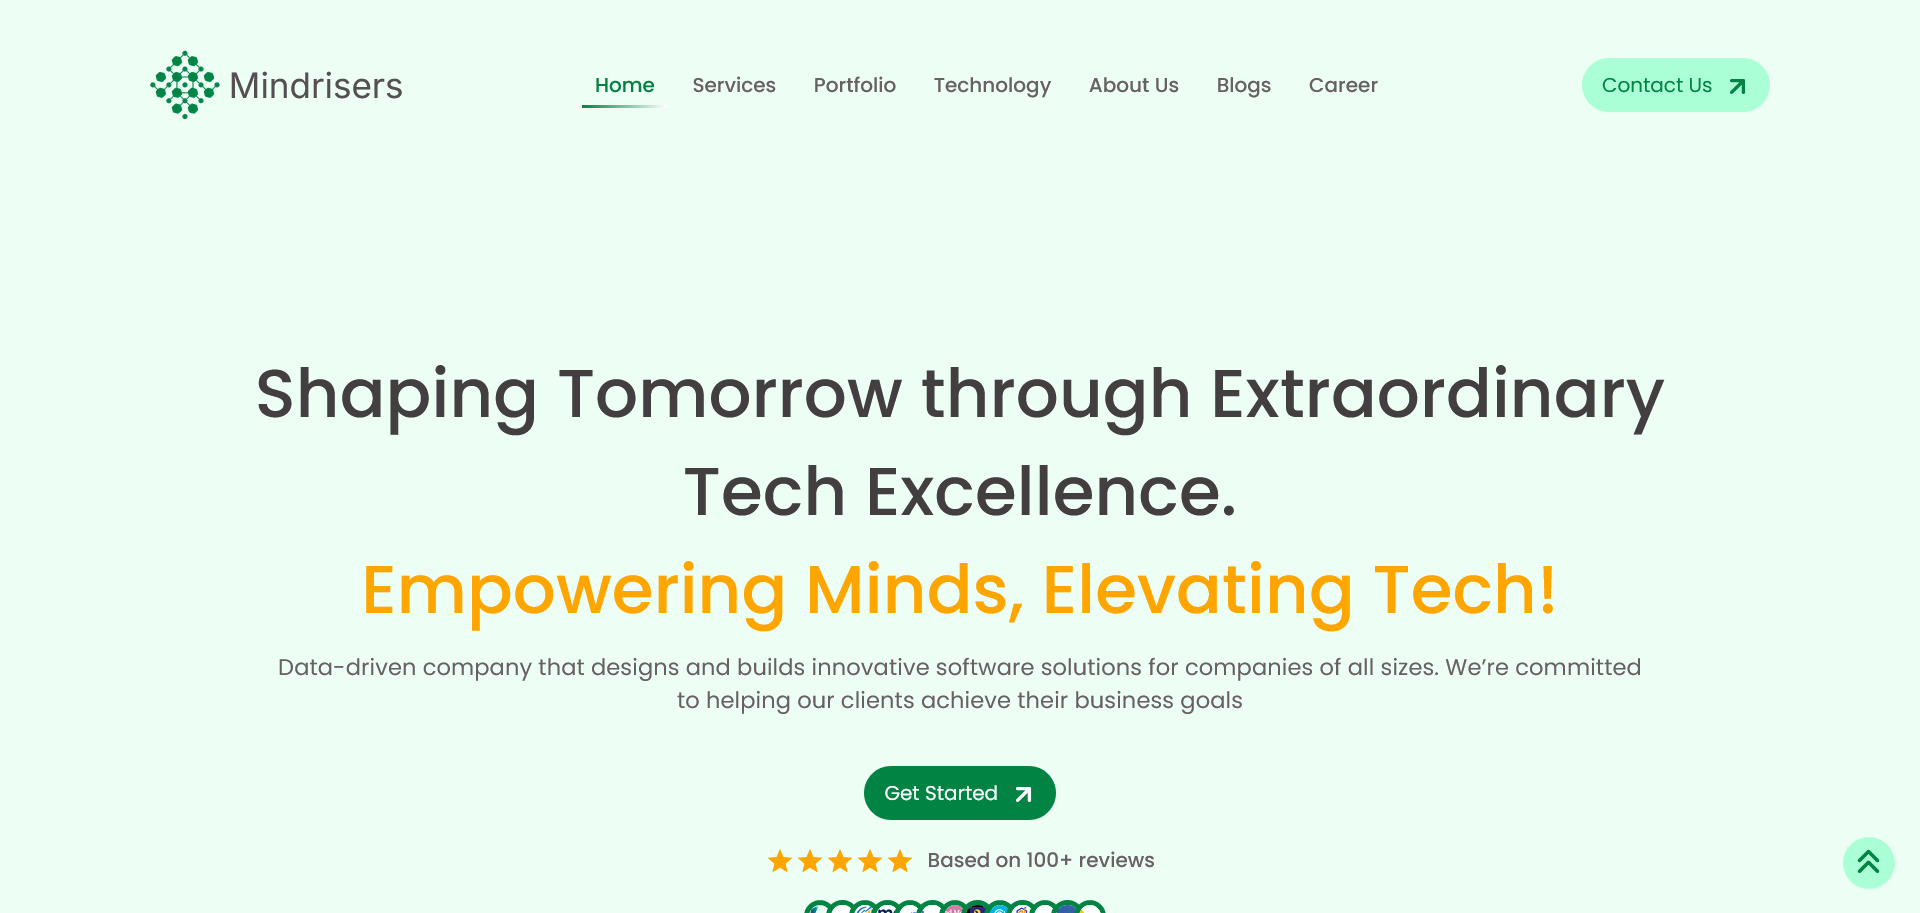 Mindrisers
Home Services Portfolio Technology About Us Blogs Career
Contact Us
Shaping Tomorrow through Extraordinary
Tech Excellence.
Empowering Minds, Elevating Tech!
Data-driven company that designs and builds innovative software solutions for companies of all sizes. We’re committed
to helping our clients achieve their business goals
Get Started
Based on 100+ reviews